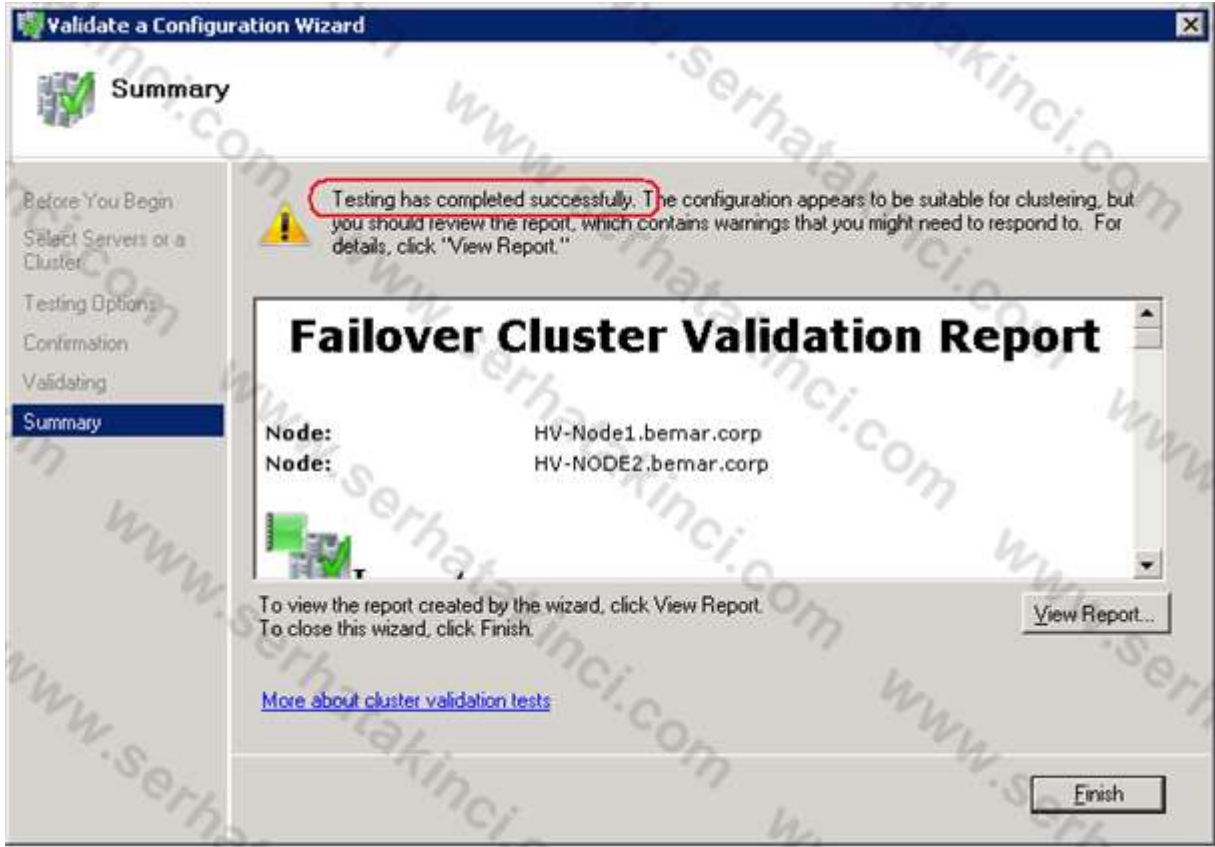 Validate a Configuration Wizard
Summary
Before You Begin
Select Servers or a
Cluster
Testing Options
Confirmation
Validating
Summary
Testing has completed successfully. The configuration appears to be suitable for clustering, but
you should review the report, which contains warnings that you might need to respond to. For
details, click "View Report."
Failover Cluster Validation Report
Node: HV-Node1.bemar.corp
Node: HV-NODE2.bemar.corp
To view the report created by the wizard, click View Report.
To close this wizard, click Finish.
View Report...
More about cluster validation tests
Finish
www.serhatakinci.com